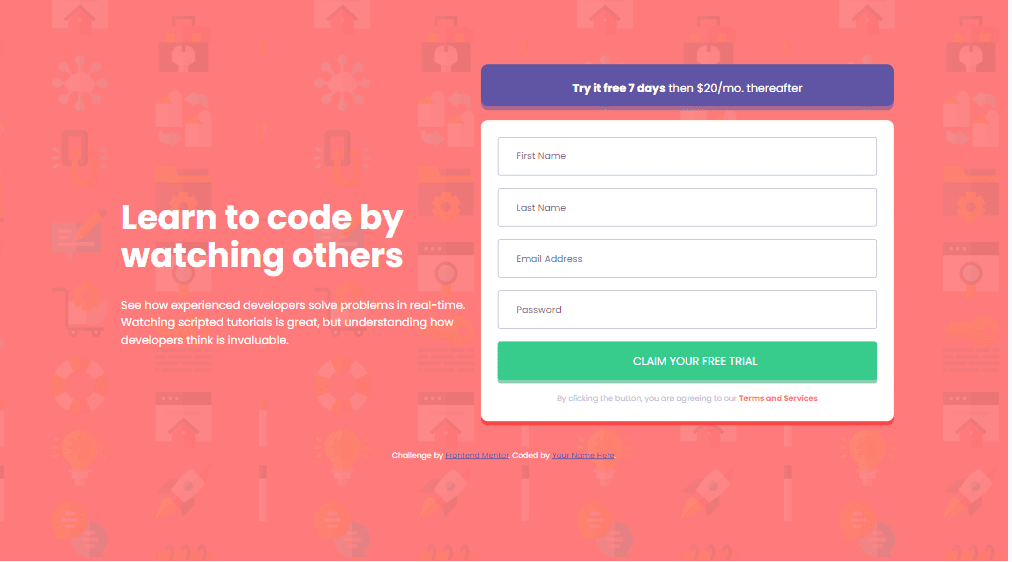 Learn to code by
watching others
See how experienced developers solve problems in real-time.
Watching scripted tutorials is great, but understanding how
developers think is invaluable.
Try it free 7 days then $20/mo. thereafter
First Name
Last Name
Email Address
Password
CLAIM YOUR FREE TRIAL
By clicking the button, you are agreeing to our Terms and Services
Challenge by Frontend Mentor. Coded by Your Name Here.